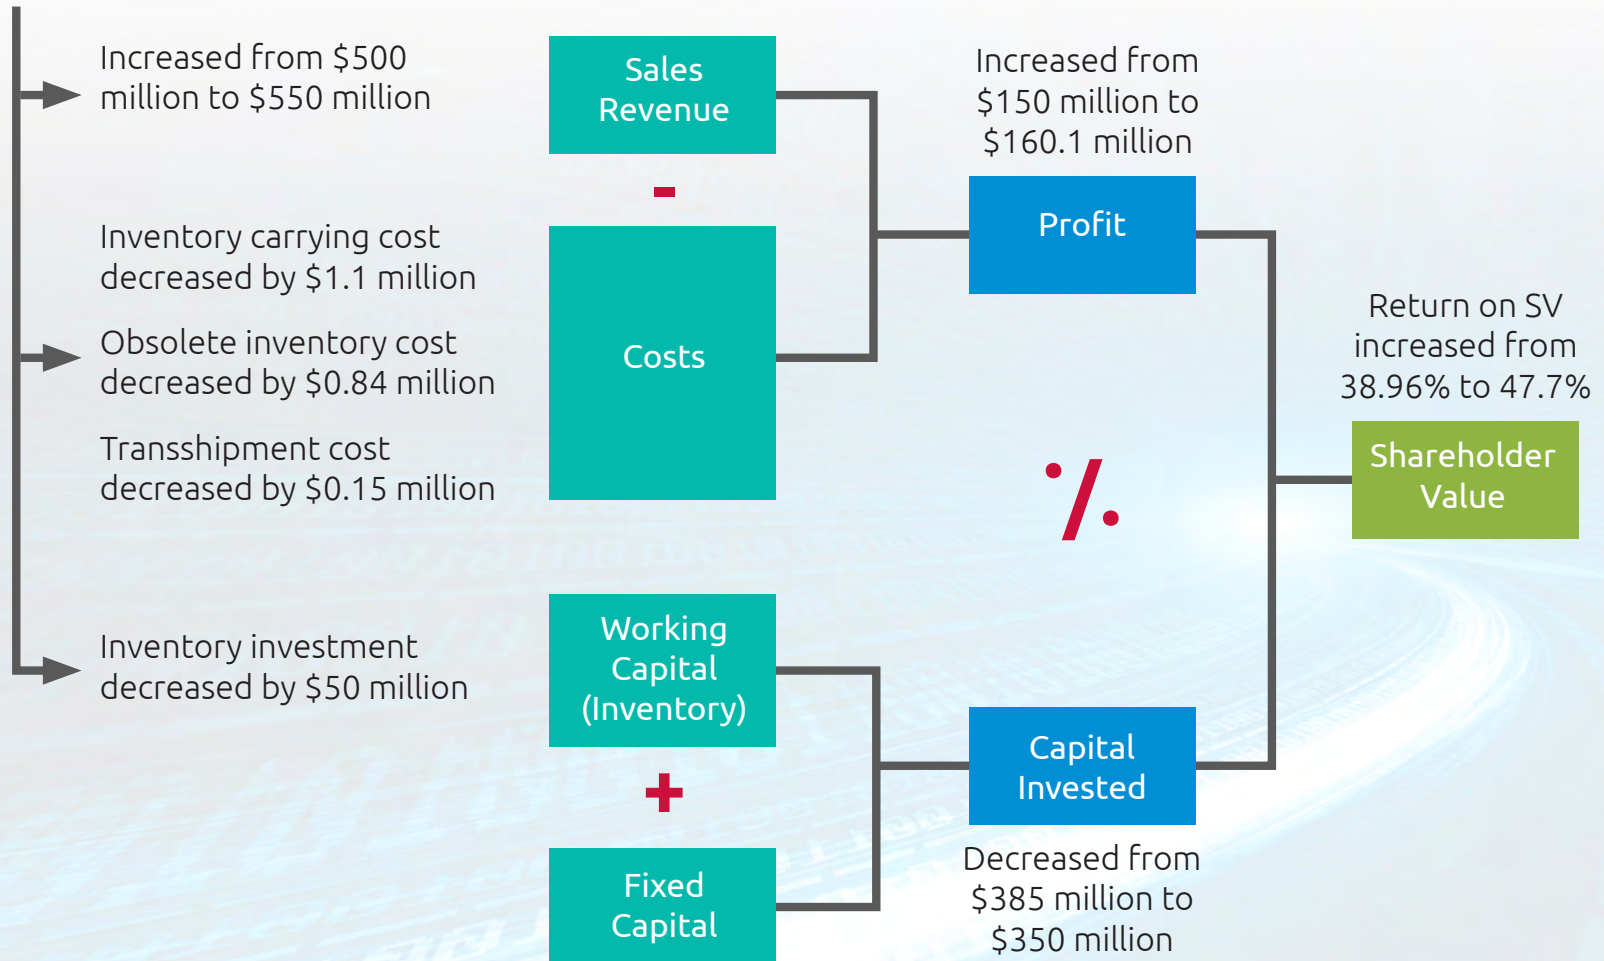 Increased from $500
million to $550 million
Sales
Revenue
Increased from
$150 million to
$160.1 million
-
Profit
Inventory carrying cost
decreased by $1.1 million
Obsolete inventory cost
decreased by $0.84 million
Transshipment cost
decreased by $0.15 million
Costs
Return on SV
increased from
38.96% to 47.7%
Shareholder
Value
Inventory investment
decreased by $50 million
Working
Capital
(Inventory)
+
Capital
Invested
Fixed
Capital
Decreased from
$385 million to
$350 million